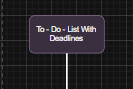 To - Do - List With
Deadlines